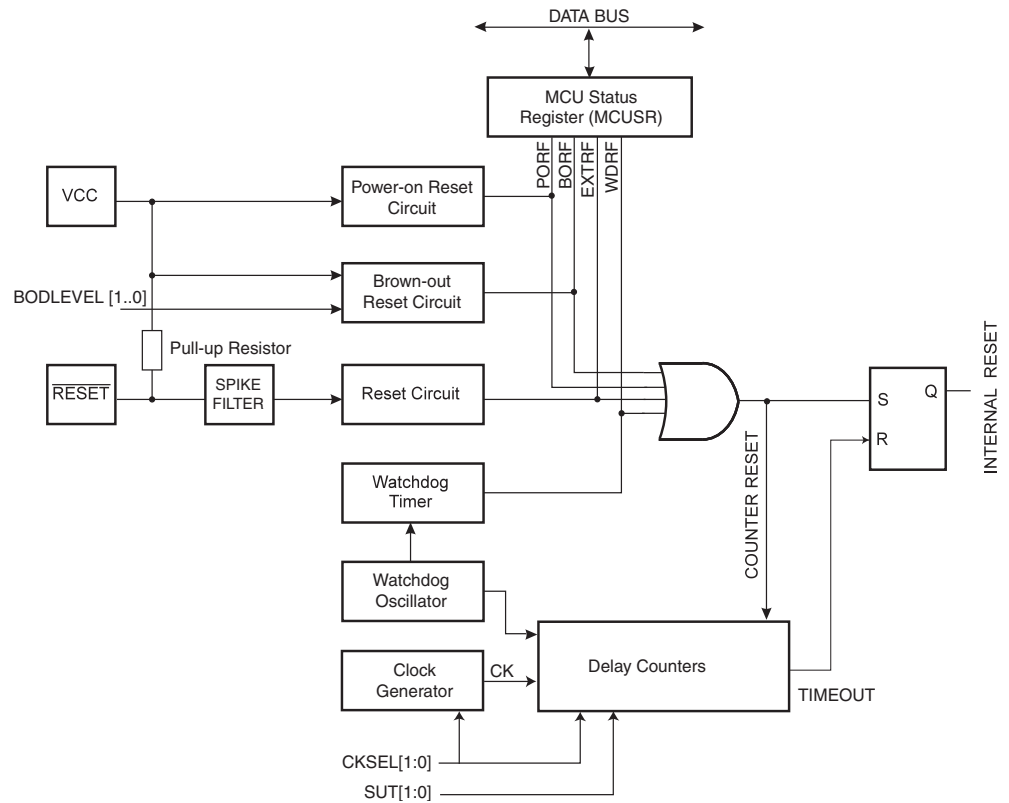 DATA BUS
MCU Status
Register (MCUSR)
PORF
BORF
EXTRF
WDRF
VCC
Power-on Reset
Circuit
Brown-out
Reset Circuit
BODLEVEL [1..0]
Pull-up Resistor
RESET
SPIKE
FILTER
Reset Circuit
S
Q
R
INTERNAL RESET
Watchdog
Timer
COUNTER RESET
Watchdog
Oscillator
Clock
Generator
CK
Delay Counters
TIMEOUT
CKSEL[1:0]
SUT[1:0]